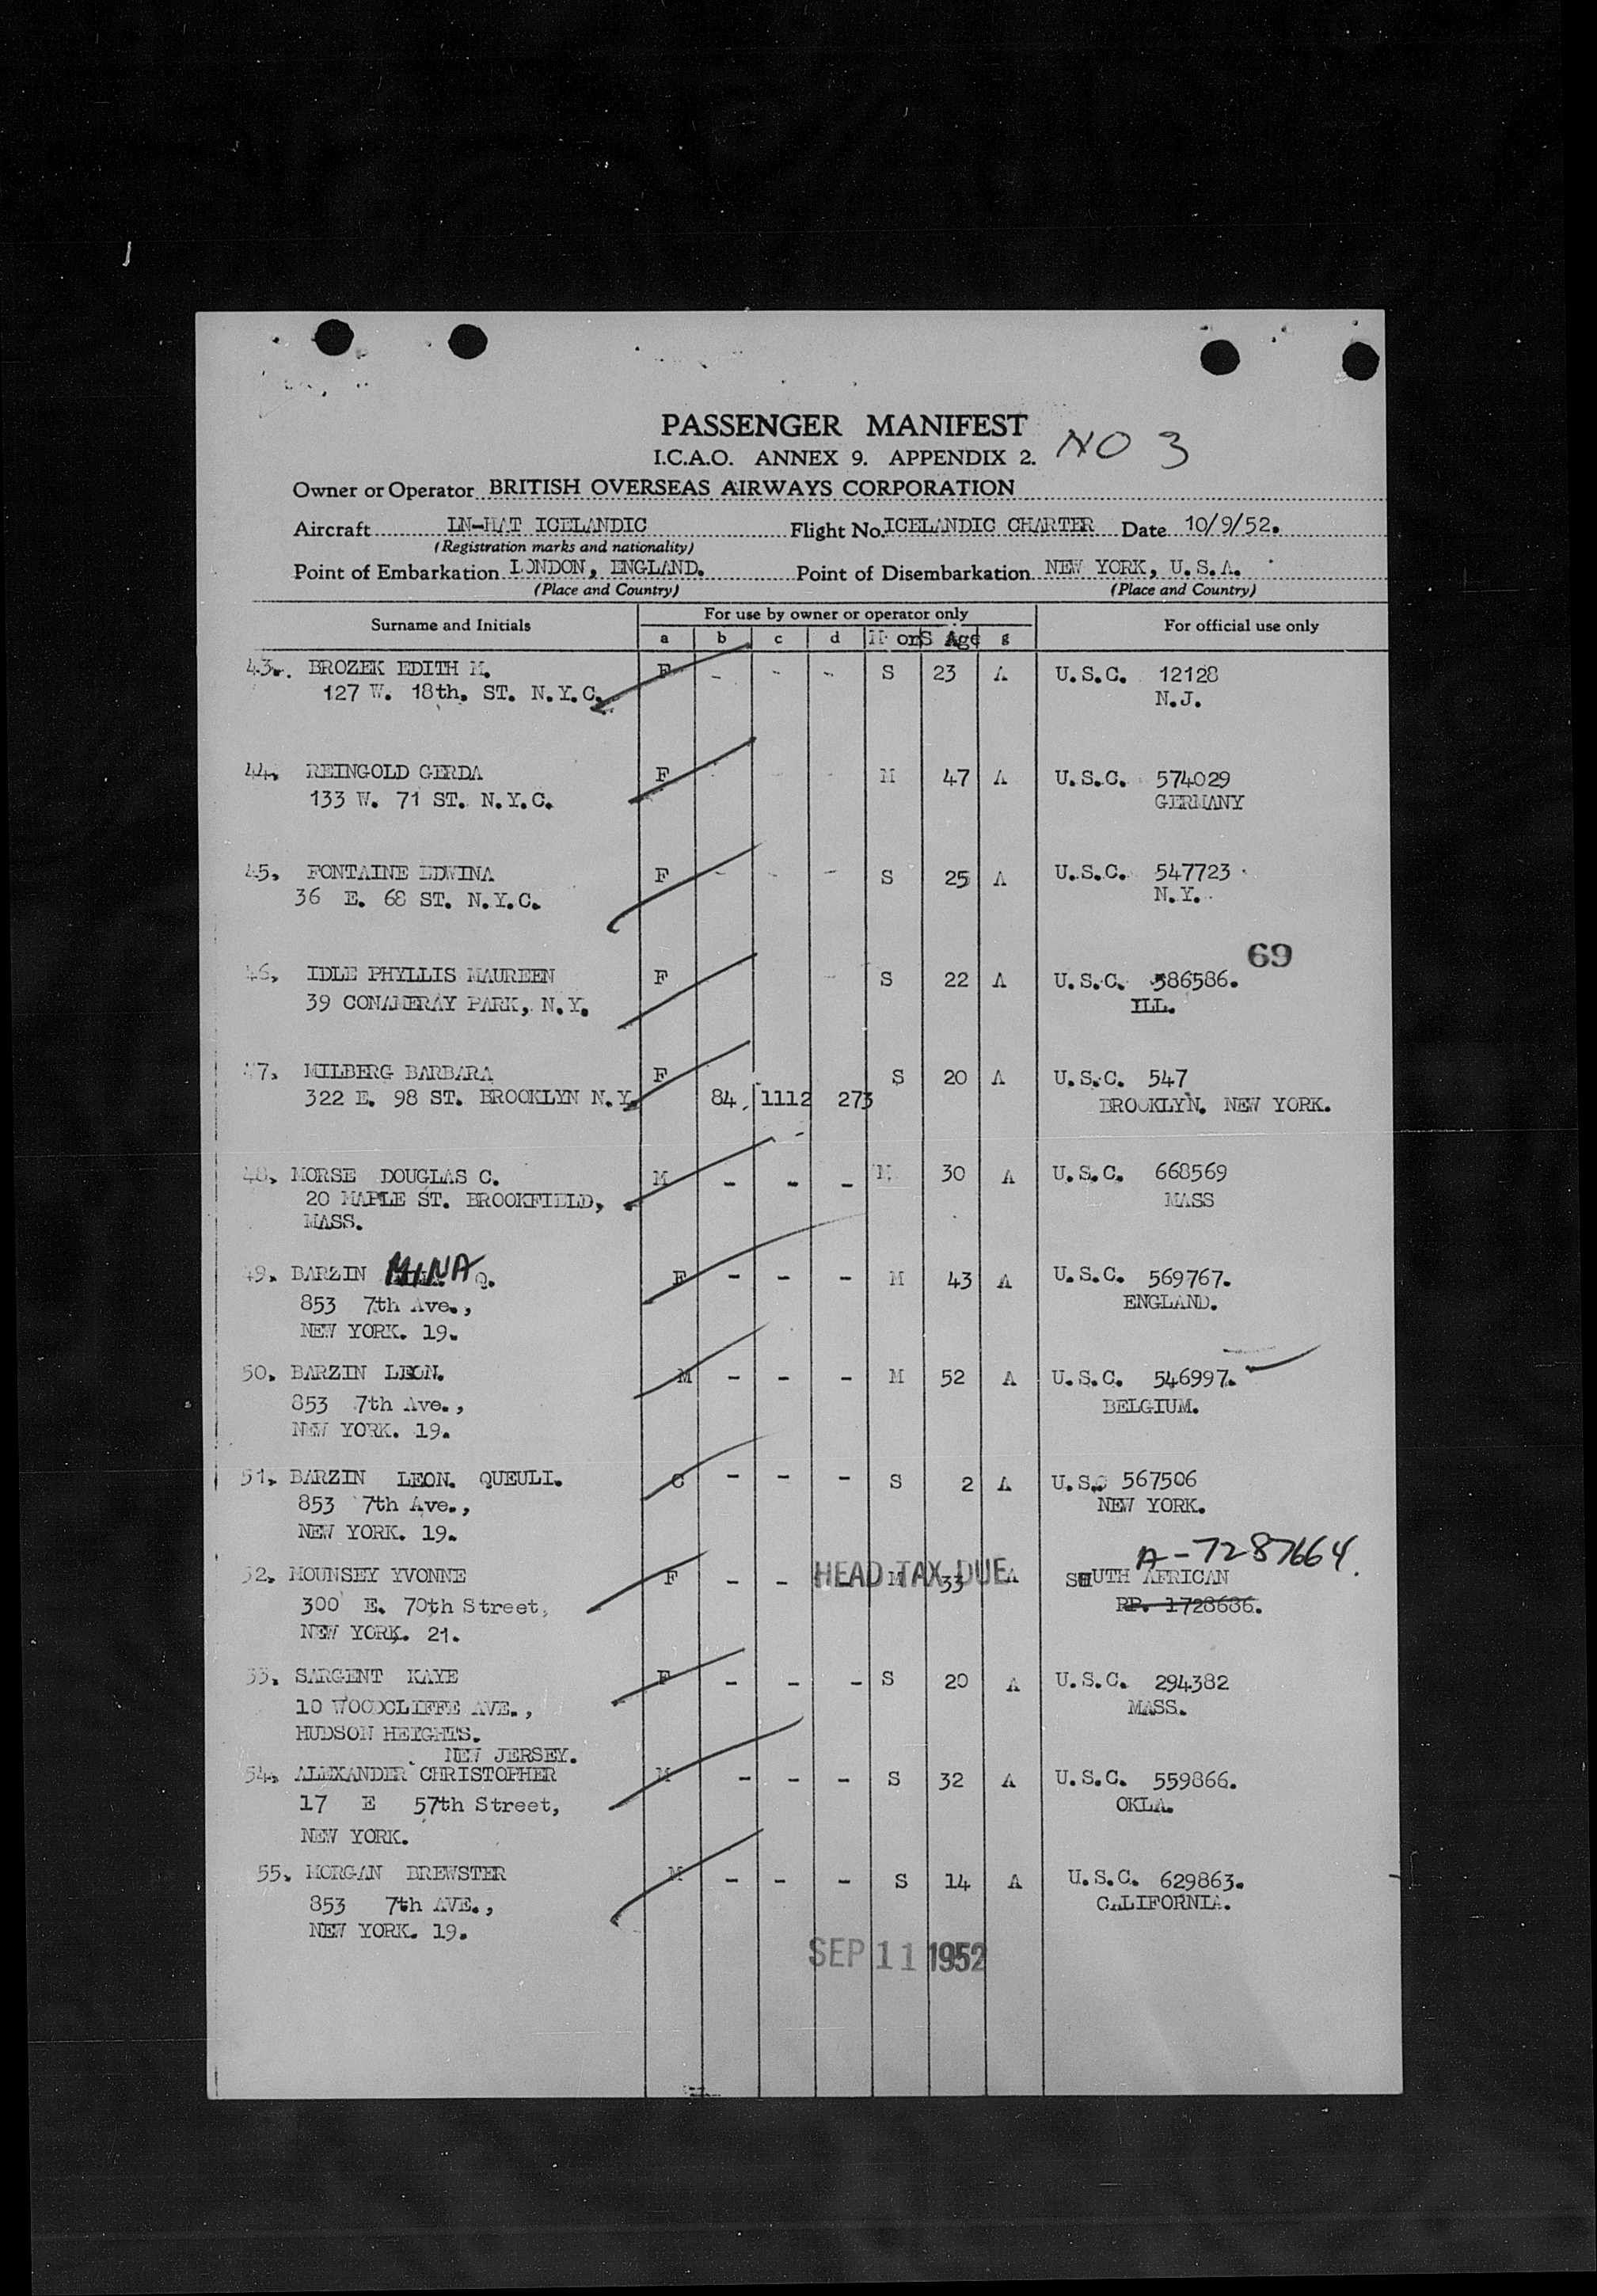 PASSENGER MANIFEST
I.C.A.O. ANNEX 9. APPENDIX 2. NO 3
Owner or Operator BRITISH OVERSEAS AIRWAYS CORPORATION
Aircraft LN-HAT ICELANDIC Flight No. ICELANDIC CHARTER Date 10/9/52.
(Registration marks and nationality)
Point of Embarkation LONDON, ENGLAND. Point of Disembarkation NEW YORK, U.S.A.
(Place and Country) (Place and Country)
Surname and Initials For use by owner or operator only For official use only
a b c d M orS Age g
43. BROZEK EDITH M. F - - - S 23 A U.S.C. 12128
127 W. 18th. ST. N.Y.C. N.J.
44. REINGOLD GERDA F - - M 47 A U.S.C. 574029
133 W. 71 ST. N.Y.C. GERMANY
45. FONTAINE EDWINA F - - - S 25 A U.S.C. 547723
36 E. 68 ST. N.Y.C. N.Y.
69
46. IDLE PHYLLIS MAUREEN F - S 22 A U.S.C. 586586.
39 PARK, N.Y. ILL.
47. MILBERG BARBARA F S 20 A U.S.C. 547
322 E. 98 ST. BROOKLYN N.Y. 84. 1112 273 BROOKLYN. NEW YORK.
48. MORSE DOUGLAS C. M - - - M 30 A U.S.C. 668569
20 MAPLE ST. BROOKFIELD, MASS
MASS.
49. BARZIN MINA Q. F - - - M 43 A U.S.C. 569767.
853 7th Ave., ENGLAND.
NEW YORK. 19.
50. BARZIN LEON. M - - - M 52 A U.S.C. 546997.
853 7th Ave., BELGIUM.
NEW YORK. 19.
51. BARZIN LEON. QUEULI. C - - - S 2 A U.S.C 567506
853 7th Ave., NEW YORK.
NEW YORK. 19.
A-7287664.
52. MOUNSEY YVONNE F - - HEAD TAX DUE M 33 A SOUTH AFRICAN
300 E. 70th Street, PP. 1728686.
NEW YORK. 21.
53. SARGENT KAYE F - - - S 20 A U.S.C. 294382
10 WOODCLIFFE AVE., MASS.
HUDSON HEIGHTS.
NEW JERSEY.
54. ALEXANDER CHRISTOPHER M - - - S 32 A U.S.C. 559866.
17 E 57th Street, OKLA.
NEW YORK.
55. MORGAN BREWSTER M - - - S 14 A U.S.C. 629863.
853 7th AVE., CALIFORNIA.
NEW YORK. 19.
SEP 11 1952